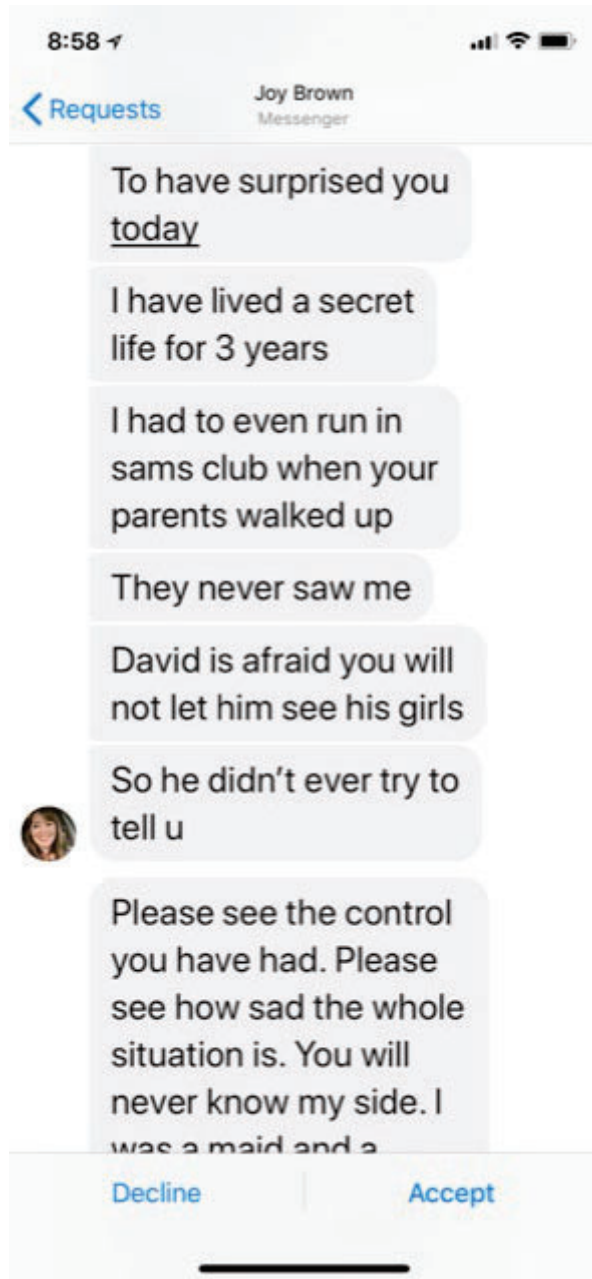 8:58
Requests
Joy Brown
Messenger
To have surprised you
today
I have lived a secret
life for 3 years
I had to even run in
sams club when your
parents walked up
They never saw me
David is afraid you will
not let him see his girls
So he didn’t ever try to
tell u
Please see the control
you have had. Please
see how sad the whole
situation is. You will
never know my side. I
was a maid and a
Decline
Accept